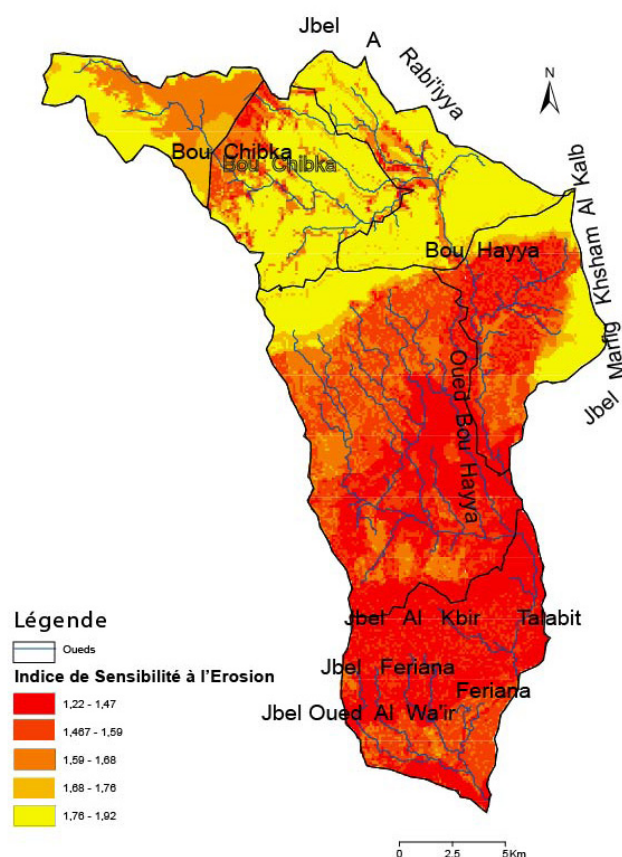 Jbel
A
Rabi'iyya
N
Bou Chibka
Bou Chibka
Bou Hayya
Jbel Marfig Khsham Al Kalb
Oued Bou Hayya
Légende
Oueds
Indice de Sensibilité à l'Erosion
1,22 - 1,47
1,467 - 1,59
1,59 - 1,68
1,68 - 1,76
1,76 - 1,92
Jbel Al Kbir
Talabit
Jbel Feriana
Feriana
Jbel Oued Al Wa'ir
0 2.5 5Km